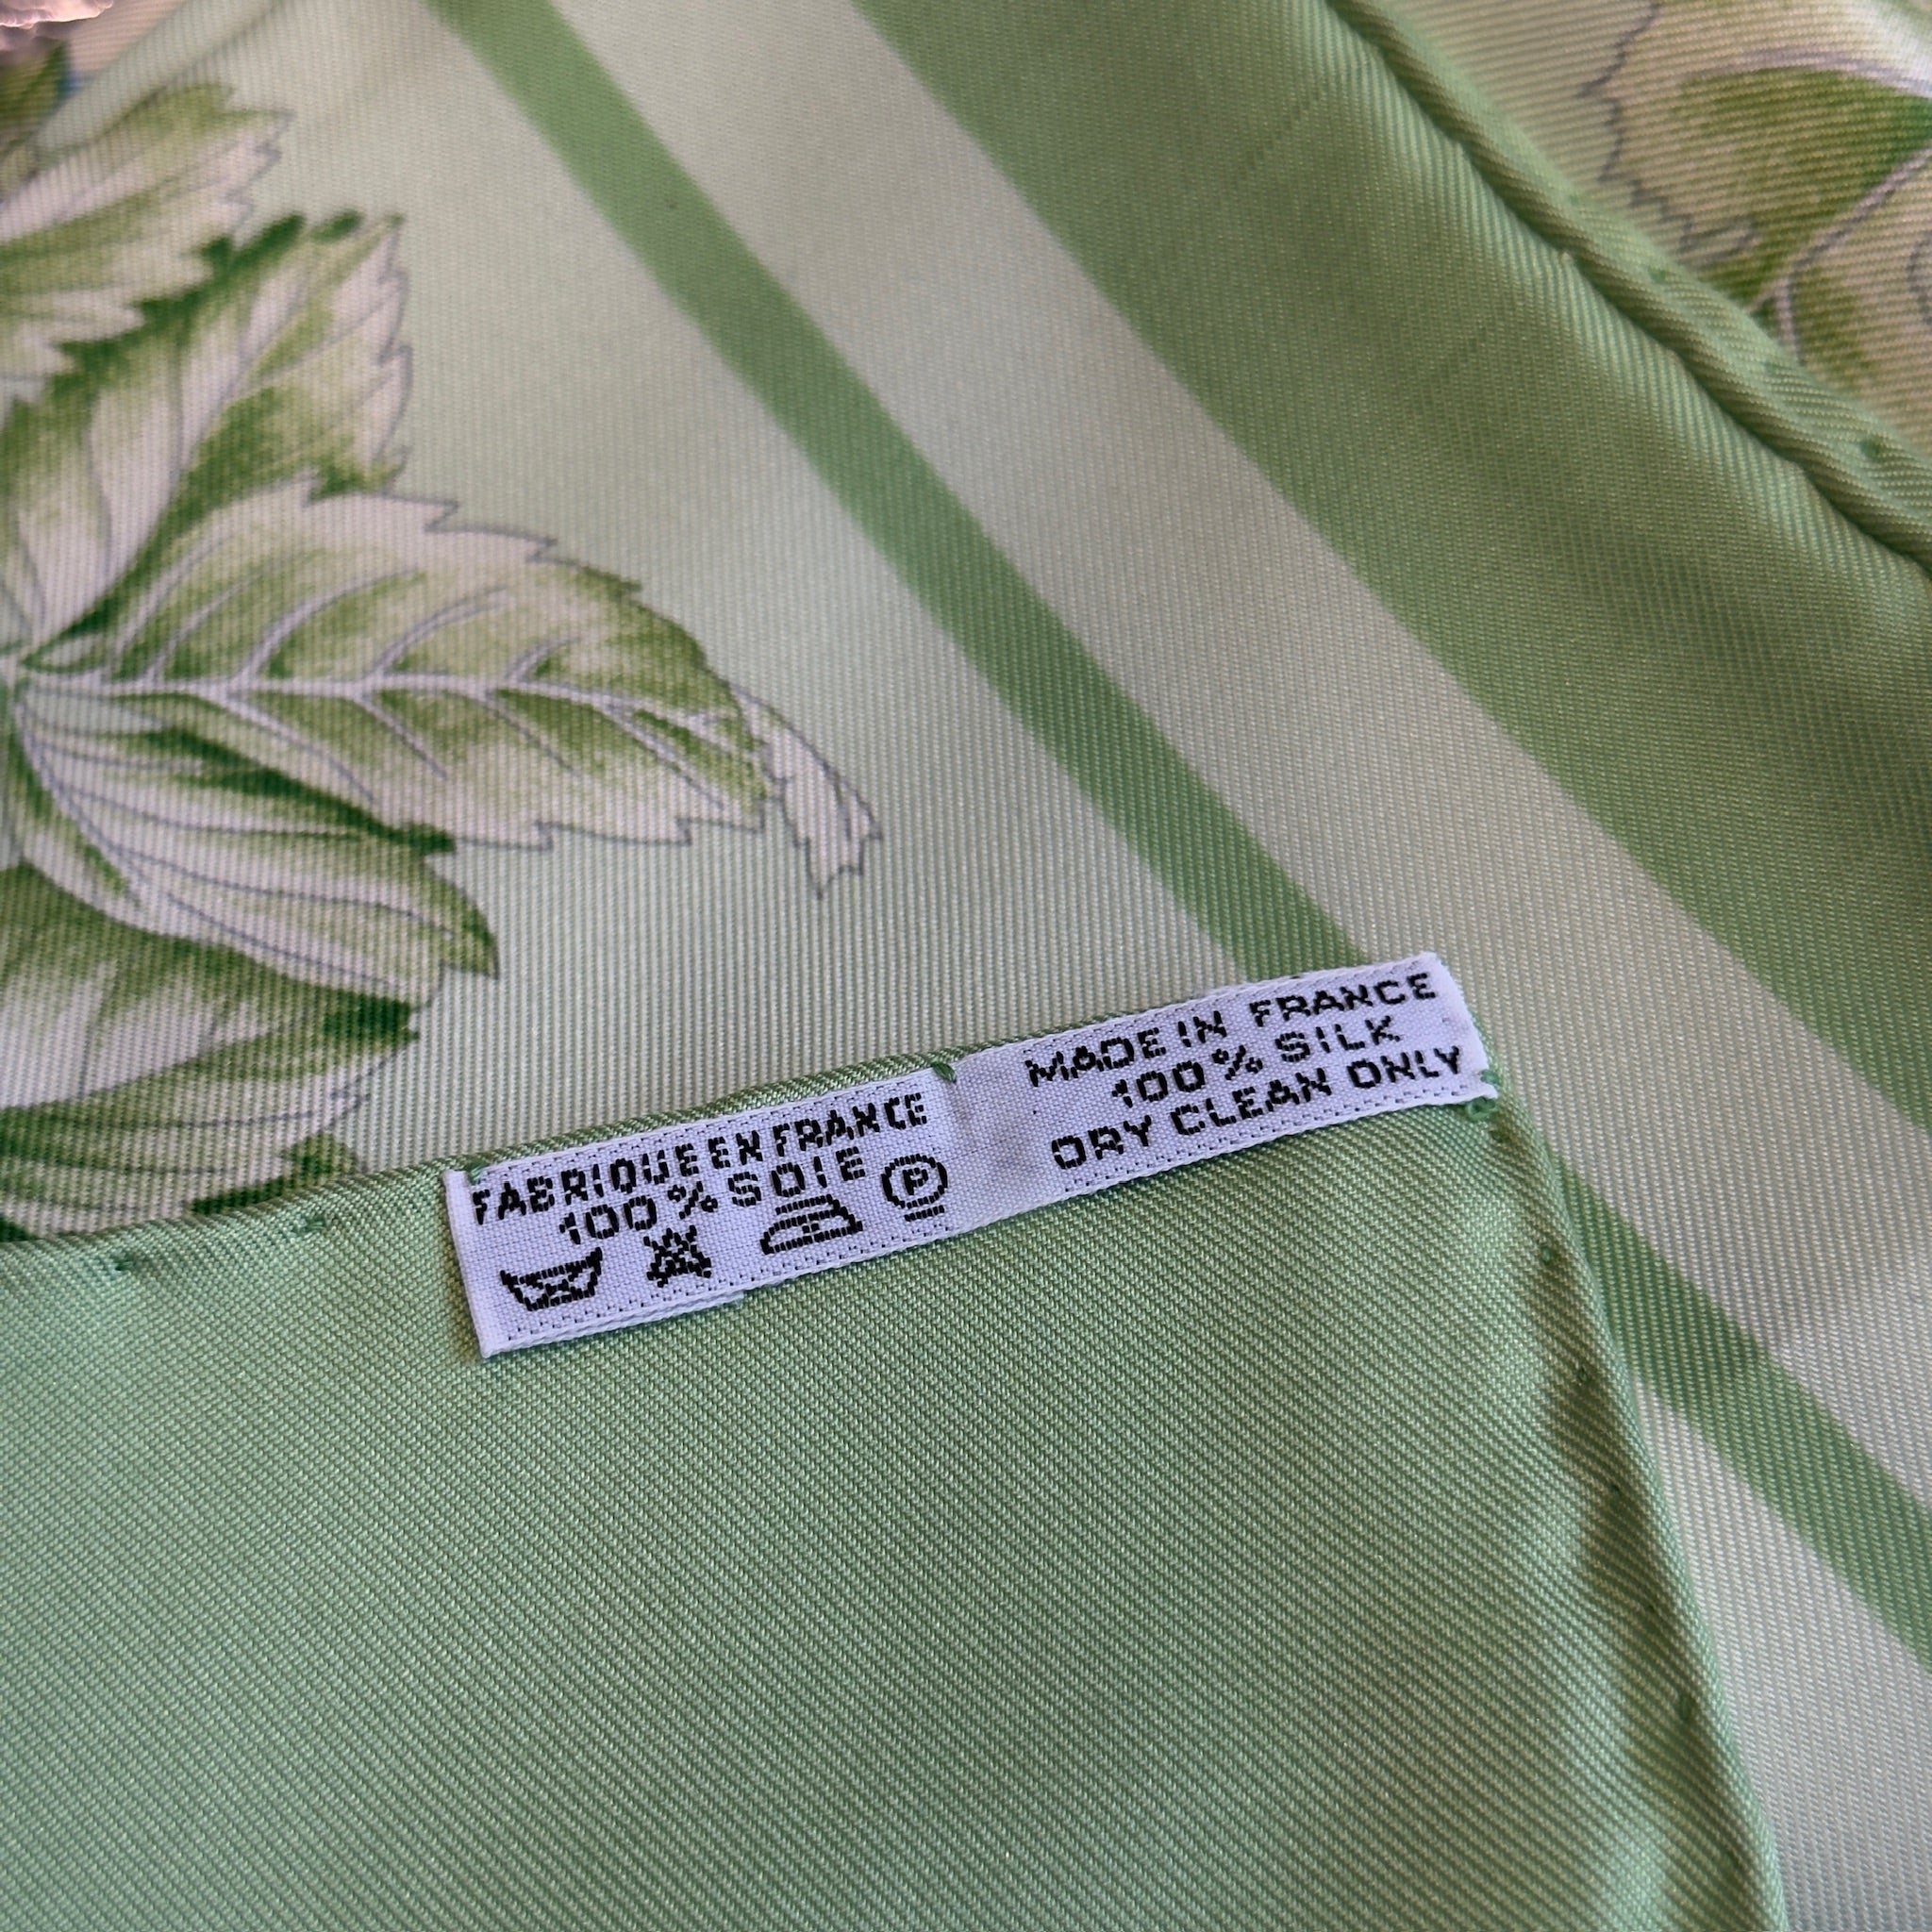 FABRIQUE EN FRANCE
100% SOIE
P
MADE IN FRANCE
100% SILK
DRY CLEAN ONLY